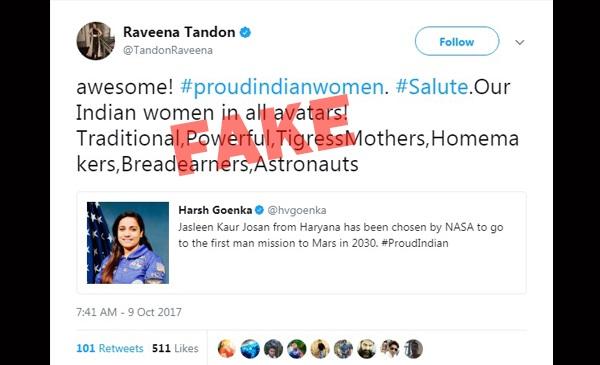 Raveena Tandon
@TandonRaveena
Follow
awesome! #proudindianwomen. #Salute.Our
Indian women in all avatars!
Traditional,Powerful,TigressMothers,Homema
kers,Breadearners,Astronauts
FAKE
Harsh Goenka @hvgoenka
Jasleen Kaur Josan from Haryana has been chosen by NASA to go
to the first man mission to Mars in 2030. #ProudIndian
7:41 AM - 9 Oct 2017
101 Retweets 511 Likes